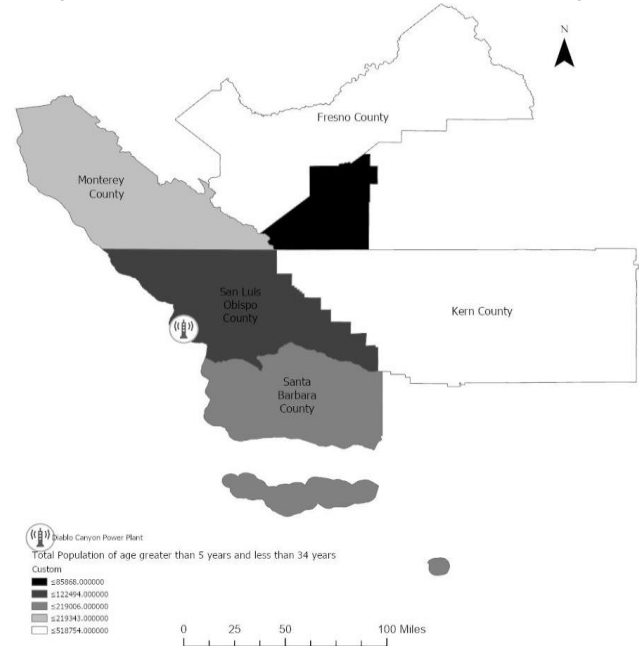 N
Fresno County
Monterey
County
San Luis
Obispo
County
Kern County
Santa
Barbara
County
Diablo Canyon Power Plant
Total Population of age greater than 5 years and less than 34 years
Custom
≤85868.000000
≤122494.000000
≤219006.000000
≤219343.000000
≤518754.000000
0 25 50 100 Miles